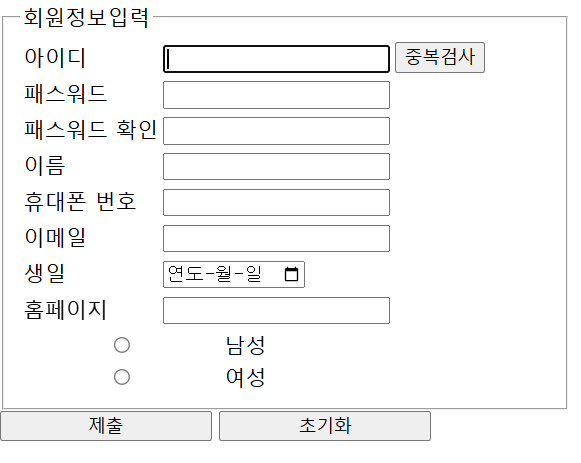 회원정보입력
아이디 중복검사
패스워드
패스워드 확인
이름
휴대폰 번호
이메일
생일 연도-월-일
홈페이지
남성
여성
제출 초기화